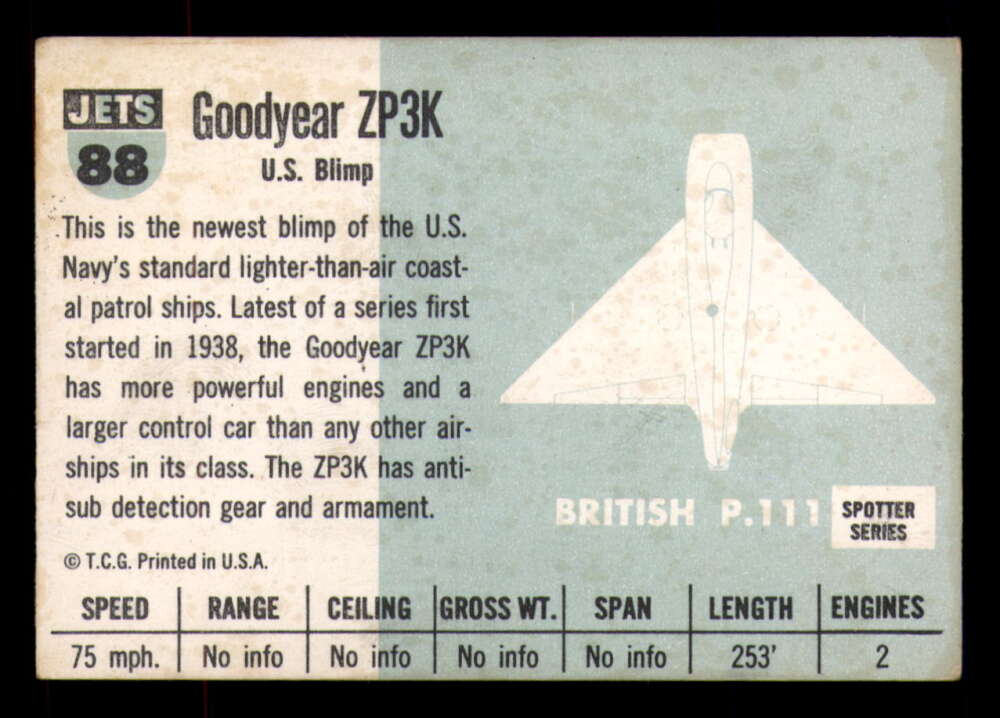 JETS
88
Goodyear ZP3K
U.S. Blimp
This is the newest blimp of the U.S.
Navy's standard lighter-than-air coast-
al patrol ships. Latest of a series first
started in 1938, the Goodyear ZP3K
has more powerful engines and a
larger control car than any other air-
ships in its class. The ZP3K has anti-
sub detection gear and armament.
© T.C.G. Printed in U.S.A.
BRITISH P.111
SPOTTER
SERIES
SPEED RANGE CEILING GROSS WT. SPAN LENGTH ENGINES
75 mph. No info No info No info No info 253' 2